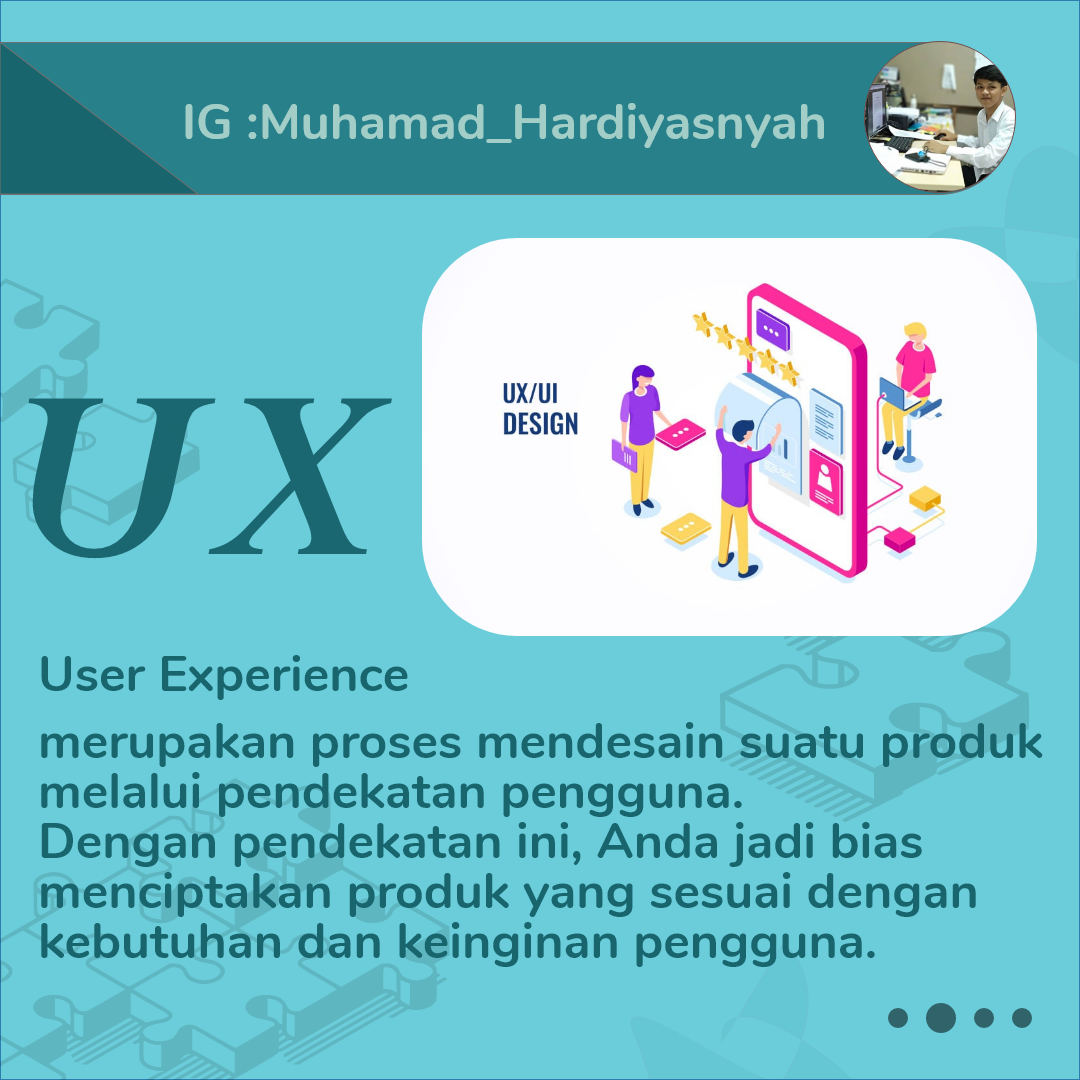 IG :Muhamad_Hardiyasnyah
UX
UX/UI
DESIGN
User Experience
merupakan proses mendesain suatu produk
melalui pendekatan pengguna.
Dengan pendekatan ini, Anda jadi bias
menciptakan produk yang sesuai dengan
kebutuhan dan keinginan pengguna.